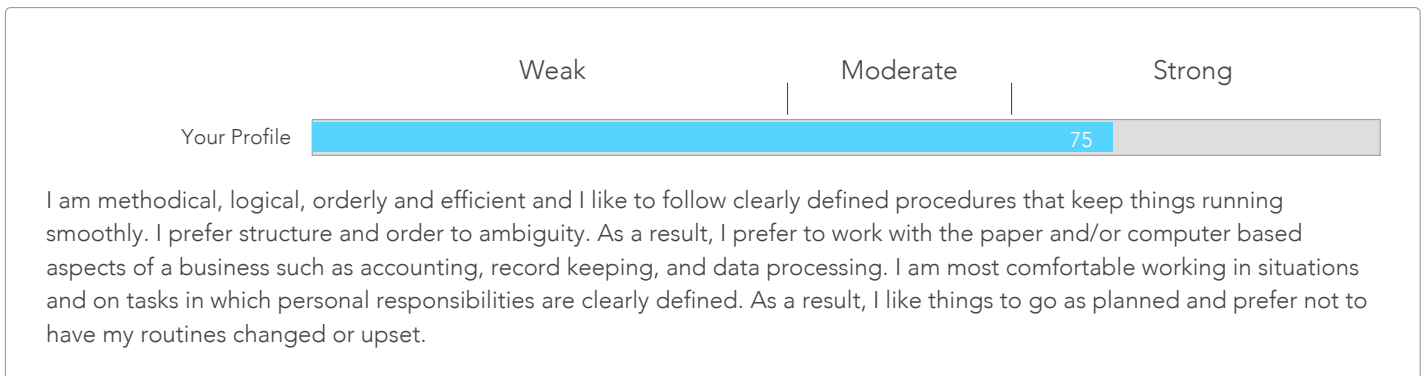 Weak Moderate Strong
Your Profile 75
I am methodical, logical, orderly and efficient and I like to follow clearly defined procedures that keep things running
smoothly. I prefer structure and order to ambiguity. As a result, I prefer to work with the paper and/or computer based
aspects of a business such as accounting, record keeping, and data processing. I am most comfortable working in situations
and on tasks in which personal responsibilities are clearly defined. As a result, I like things to go as planned and prefer not to
have my routines changed or upset.